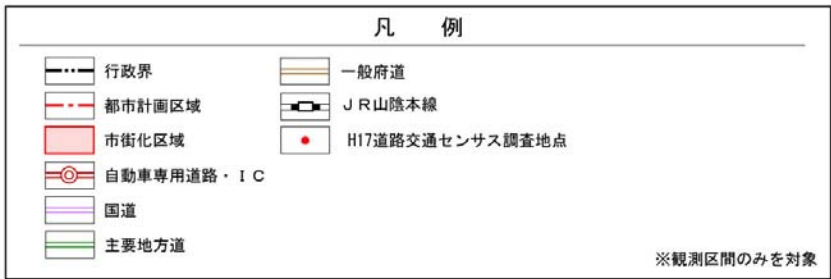 凡　例
行政界
都市計画区域
市街化区域
自動車専用道路・ＩＣ
国道
主要地方道
一般府道
ＪＲ山陰本線
H17道路交通センサス調査地点
※観測区間のみを対象